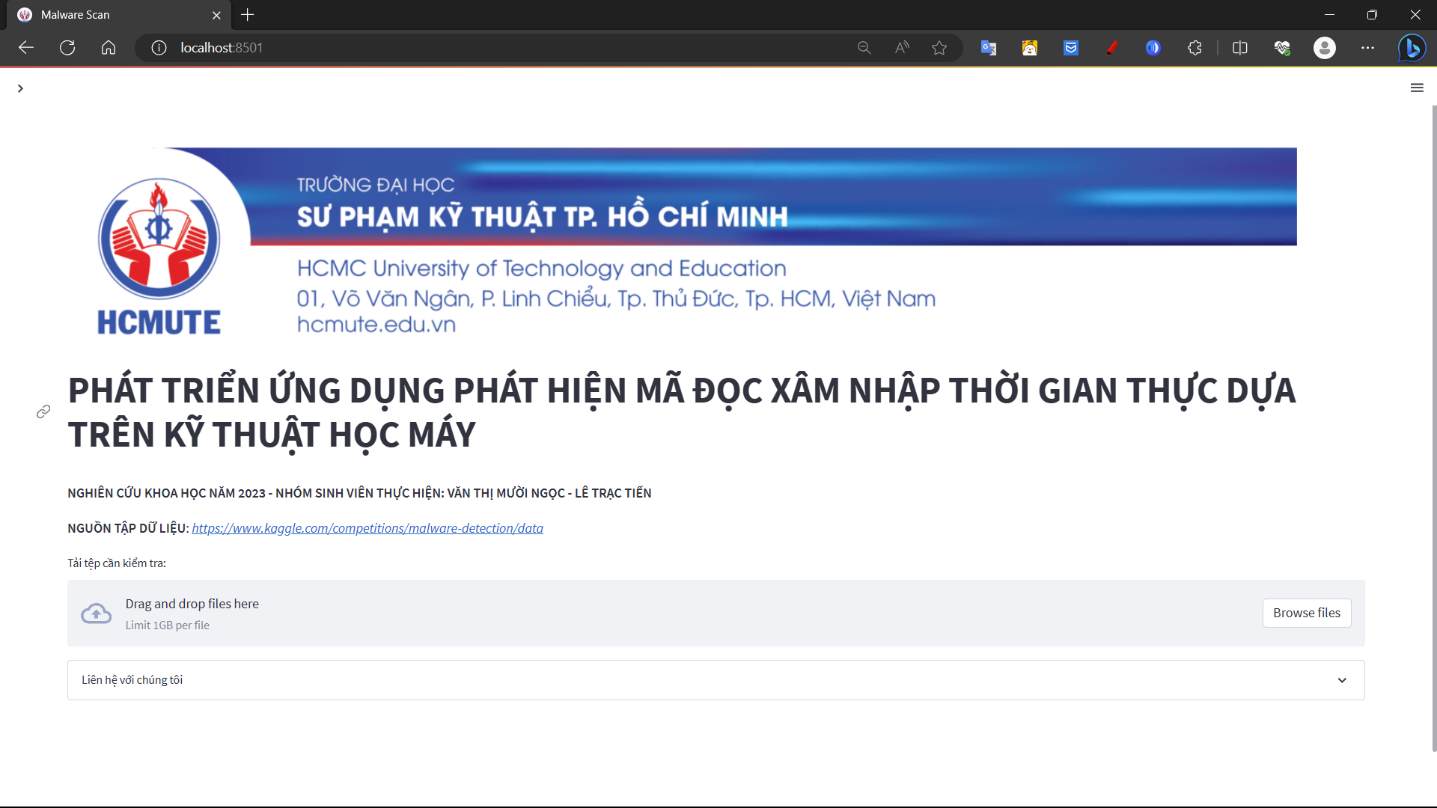 Malware Scan
localhost:8501
TRƯỜNG ĐẠI HỌC
SƯ PHẠM KỸ THUẬT TP. HỒ CHÍ MINH
HCMC University of Technology and Education
01, Võ Văn Ngân, P. Linh Chiểu, Tp. Thủ Đức, Tp. HCM, Việt Nam
hcmute.edu.vn
HCMUTE
PHÁT TRIỂN ỨNG DỤNG PHÁT HIỆN MÃ ĐỌC XÂM NHẬP THỜI GIAN THỰC DỰA
TRÊN KỸ THUẬT HỌC MÁY
NGHIÊN CỨU KHOA HỌC NĂM 2023 - NHÓM SINH VIÊN THỰC HIỆN: VĂN THỊ MƯỜI NGỌC - LÊ TRẠC TIẾN
NGUỒN TẬP DỮ LIỆU: https://www.kaggle.com/competitions/malware-detection/data
Tải tệp cần kiểm tra:
Drag and drop files here
Limit 1GB per file
Browse files
Liên hệ với chúng tôi